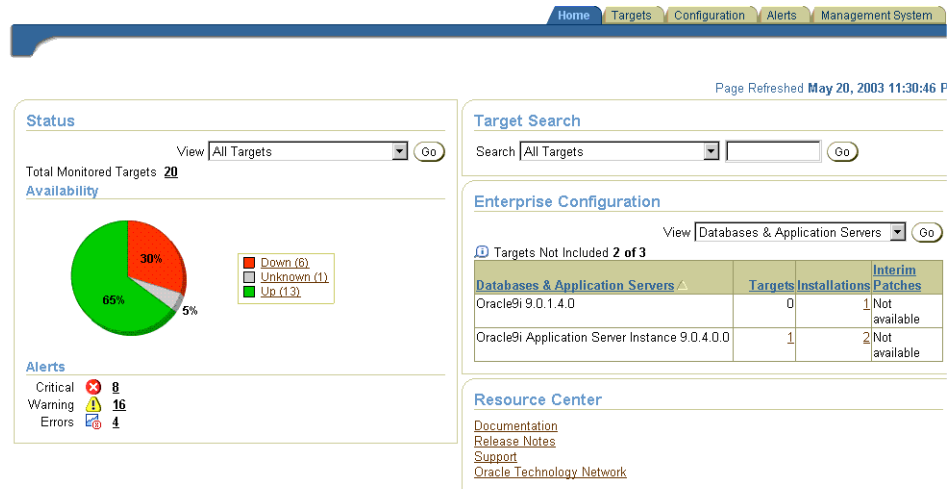 Home Targets Configuration Alerts Management System
Page Refreshed May 20, 2003 11:30:46 P
Status
View All Targets Go
Total Monitored Targets 20
Availability
30%
65%
5%
Down (6)
Unknown (1)
Up (13)
Alerts
Critical 8
Warning 16
Errors 4
Target Search
Search All Targets Go
Enterprise Configuration
View Databases & Application Servers Go
Targets Not Included 2 of 3
Databases & Application Servers Targets Installations Interim Patches
Oracle9i 9.0.1.4.0 0 1 Not available
Oracle9i Application Server Instance 9.0.4.0.0 1 2 Not available
Resource Center
Documentation
Release Notes
Support
Oracle Technology Network